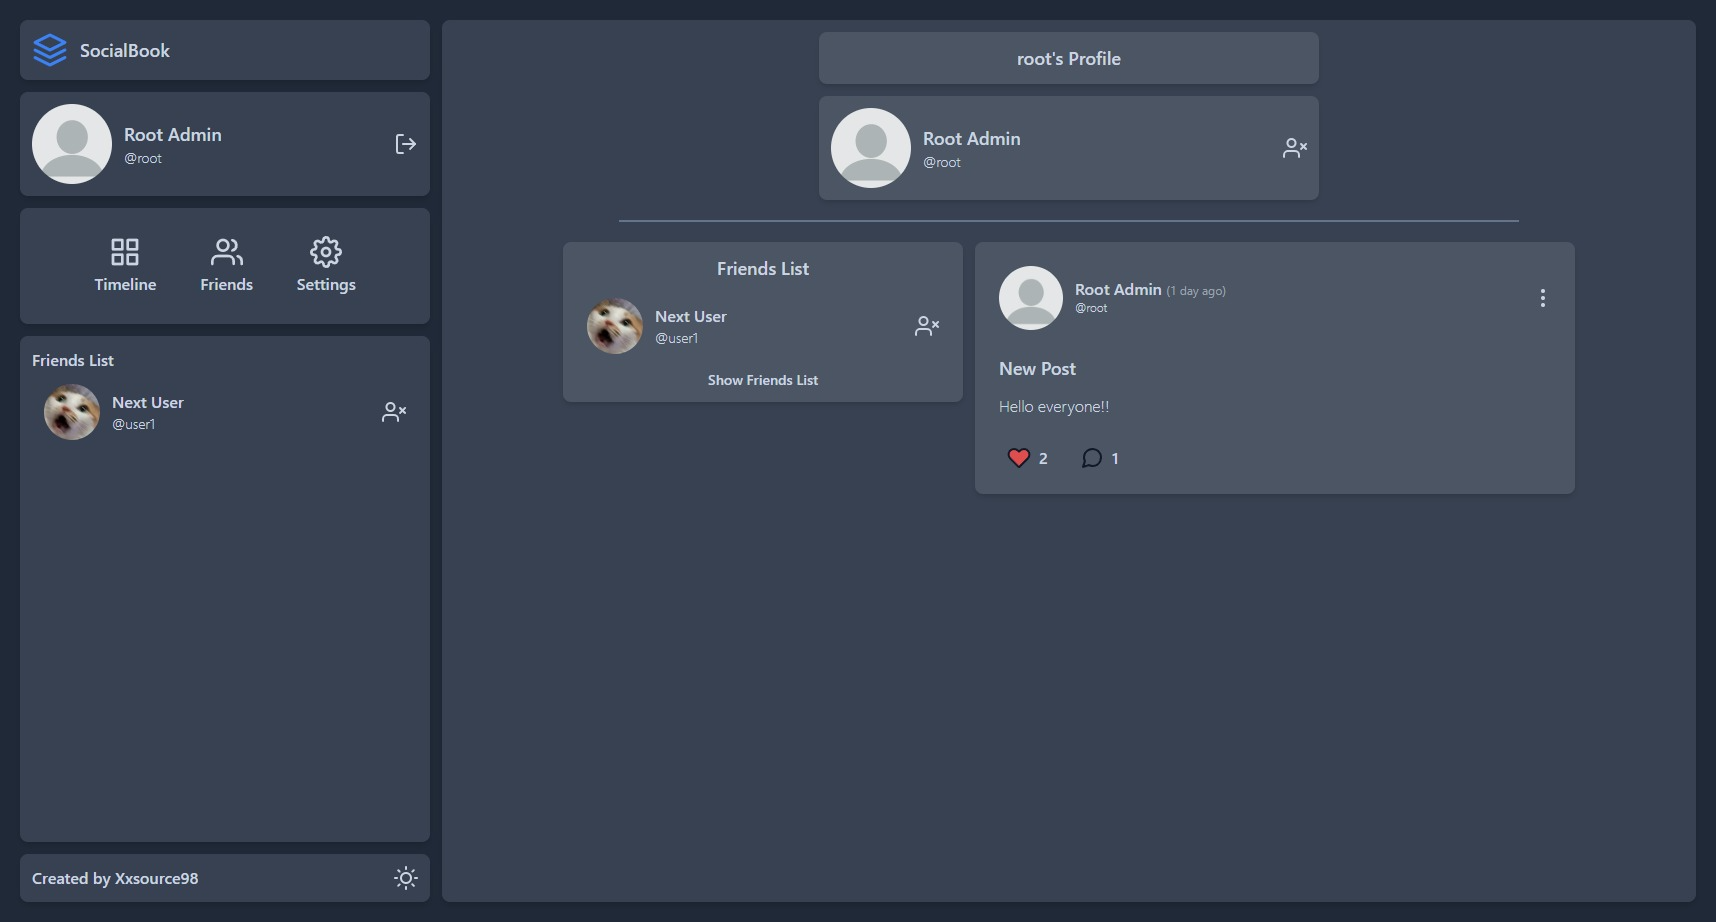 SocialBook
Root Admin
@root
Timeline
Friends
Settings
Friends List
Next User
@user1
Created by Xxsource98
root's Profile
Root Admin
@root
Friends List
Next User
@user1
Show Friends List
Root Admin (1 day ago)
@root
New Post
Hello everyone!!
2
1